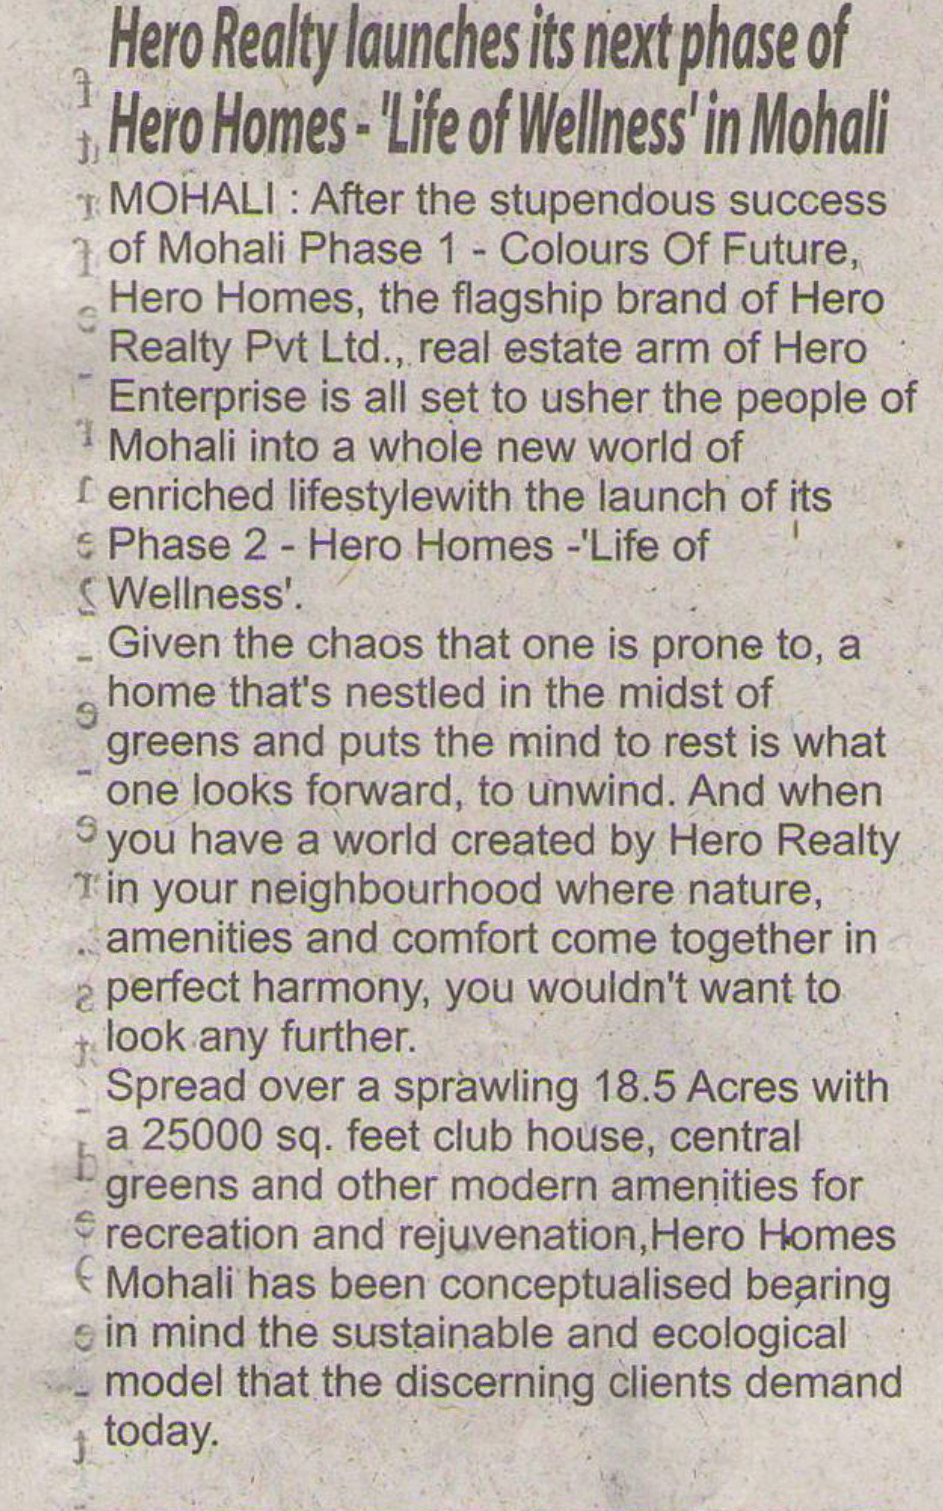 Hero Realty launches its next phase of
Hero Homes - 'Life of Wellness' in Mohali
MOHALI : After the stupendous success
of Mohali Phase 1 - Colours Of Future,
Hero Homes, the flagship brand of Hero
Realty Pvt Ltd., real estate arm of Hero
Enterprise is all set to usher the people of
Mohali into a whole new world of
enriched lifestylewith the launch of its
Phase 2 - Hero Homes -'Life of
Wellness'.
Given the chaos that one is prone to, a
home that's nestled in the midst of
greens and puts the mind to rest is what
one looks forward, to unwind. And when
you have a world created by Hero Realty
in your neighbourhood where nature,
amenities and comfort come together in
perfect harmony, you wouldn't want to
look any further.
Spread over a sprawling 18.5 Acres with
a 25000 sq. feet club house, central
greens and other modern amenities for
recreation and rejuvenation,Hero Homes
Mohali has been conceptualised bearing
in mind the sustainable and ecological
model that the discerning clients demand
today.